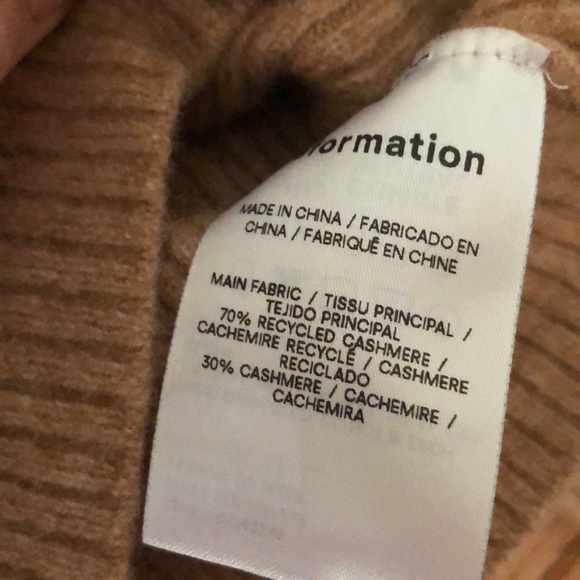 formation
MADE IN CHINA / FABRICADO EN
CHINA / FABRIQUÉ EN CHINE
MAIN FABRIC / TISSU PRINCIPAL /
TEJIDO PRINCIPAL
70% RECYCLED CASHMERE /
CACHEMIRE RECYCLÉ / CASHMERE
RECICLADO
30% CASHMERE / CACHEMIRE /
CACHEMIRA